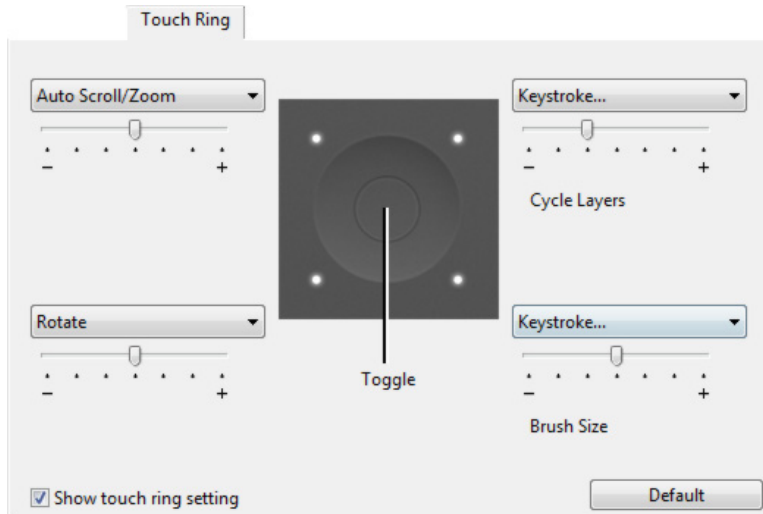 Touch Ring
Auto Scroll/Zoom
Keystroke...
− +
− +
Cycle Layers
Rotate
Keystroke...
− +
Toggle
− +
Brush Size
Show touch ring setting
Default